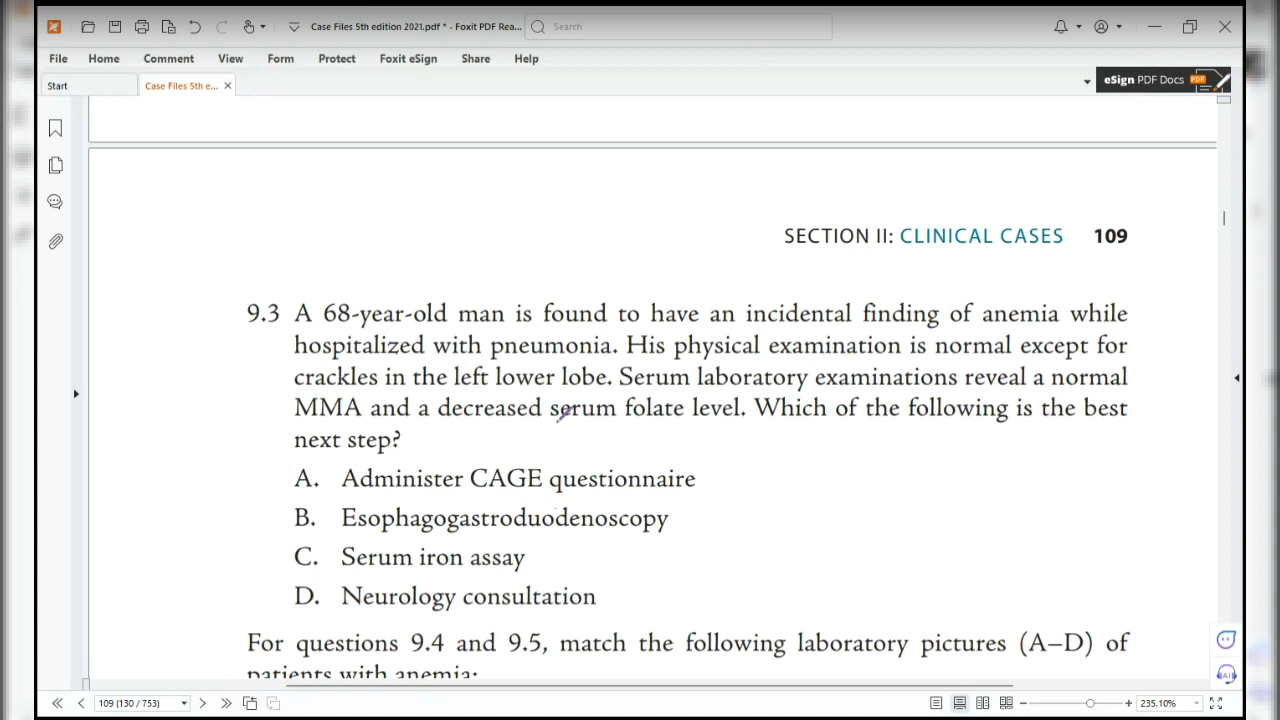 Case Files 5th edition 2021.pdf * - Foxit PDF Rea...
Search
File Home Comment View Form Protect Foxit eSign Share Help
Start
Case Files 5th e...
eSign PDF Docs
PDF
SECTION II: CLINICAL CASES 109
9.3 A 68-year-old man is found to have an incidental finding of anemia while
hospitalized with pneumonia. His physical examination is normal except for
crackles in the left lower lobe. Serum laboratory examinations reveal a normal
MMA and a decreased serum folate level. Which of the following is the best
next step?
A. Administer CAGE questionnaire
B. Esophagogastroduodenoscopy
C. Serum iron assay
D. Neurology consultation
For questions 9.4 and 9.5, match the following laboratory pictures (A–D) of
patients with anemia:
AI
109 (130 / 753)
235.10%